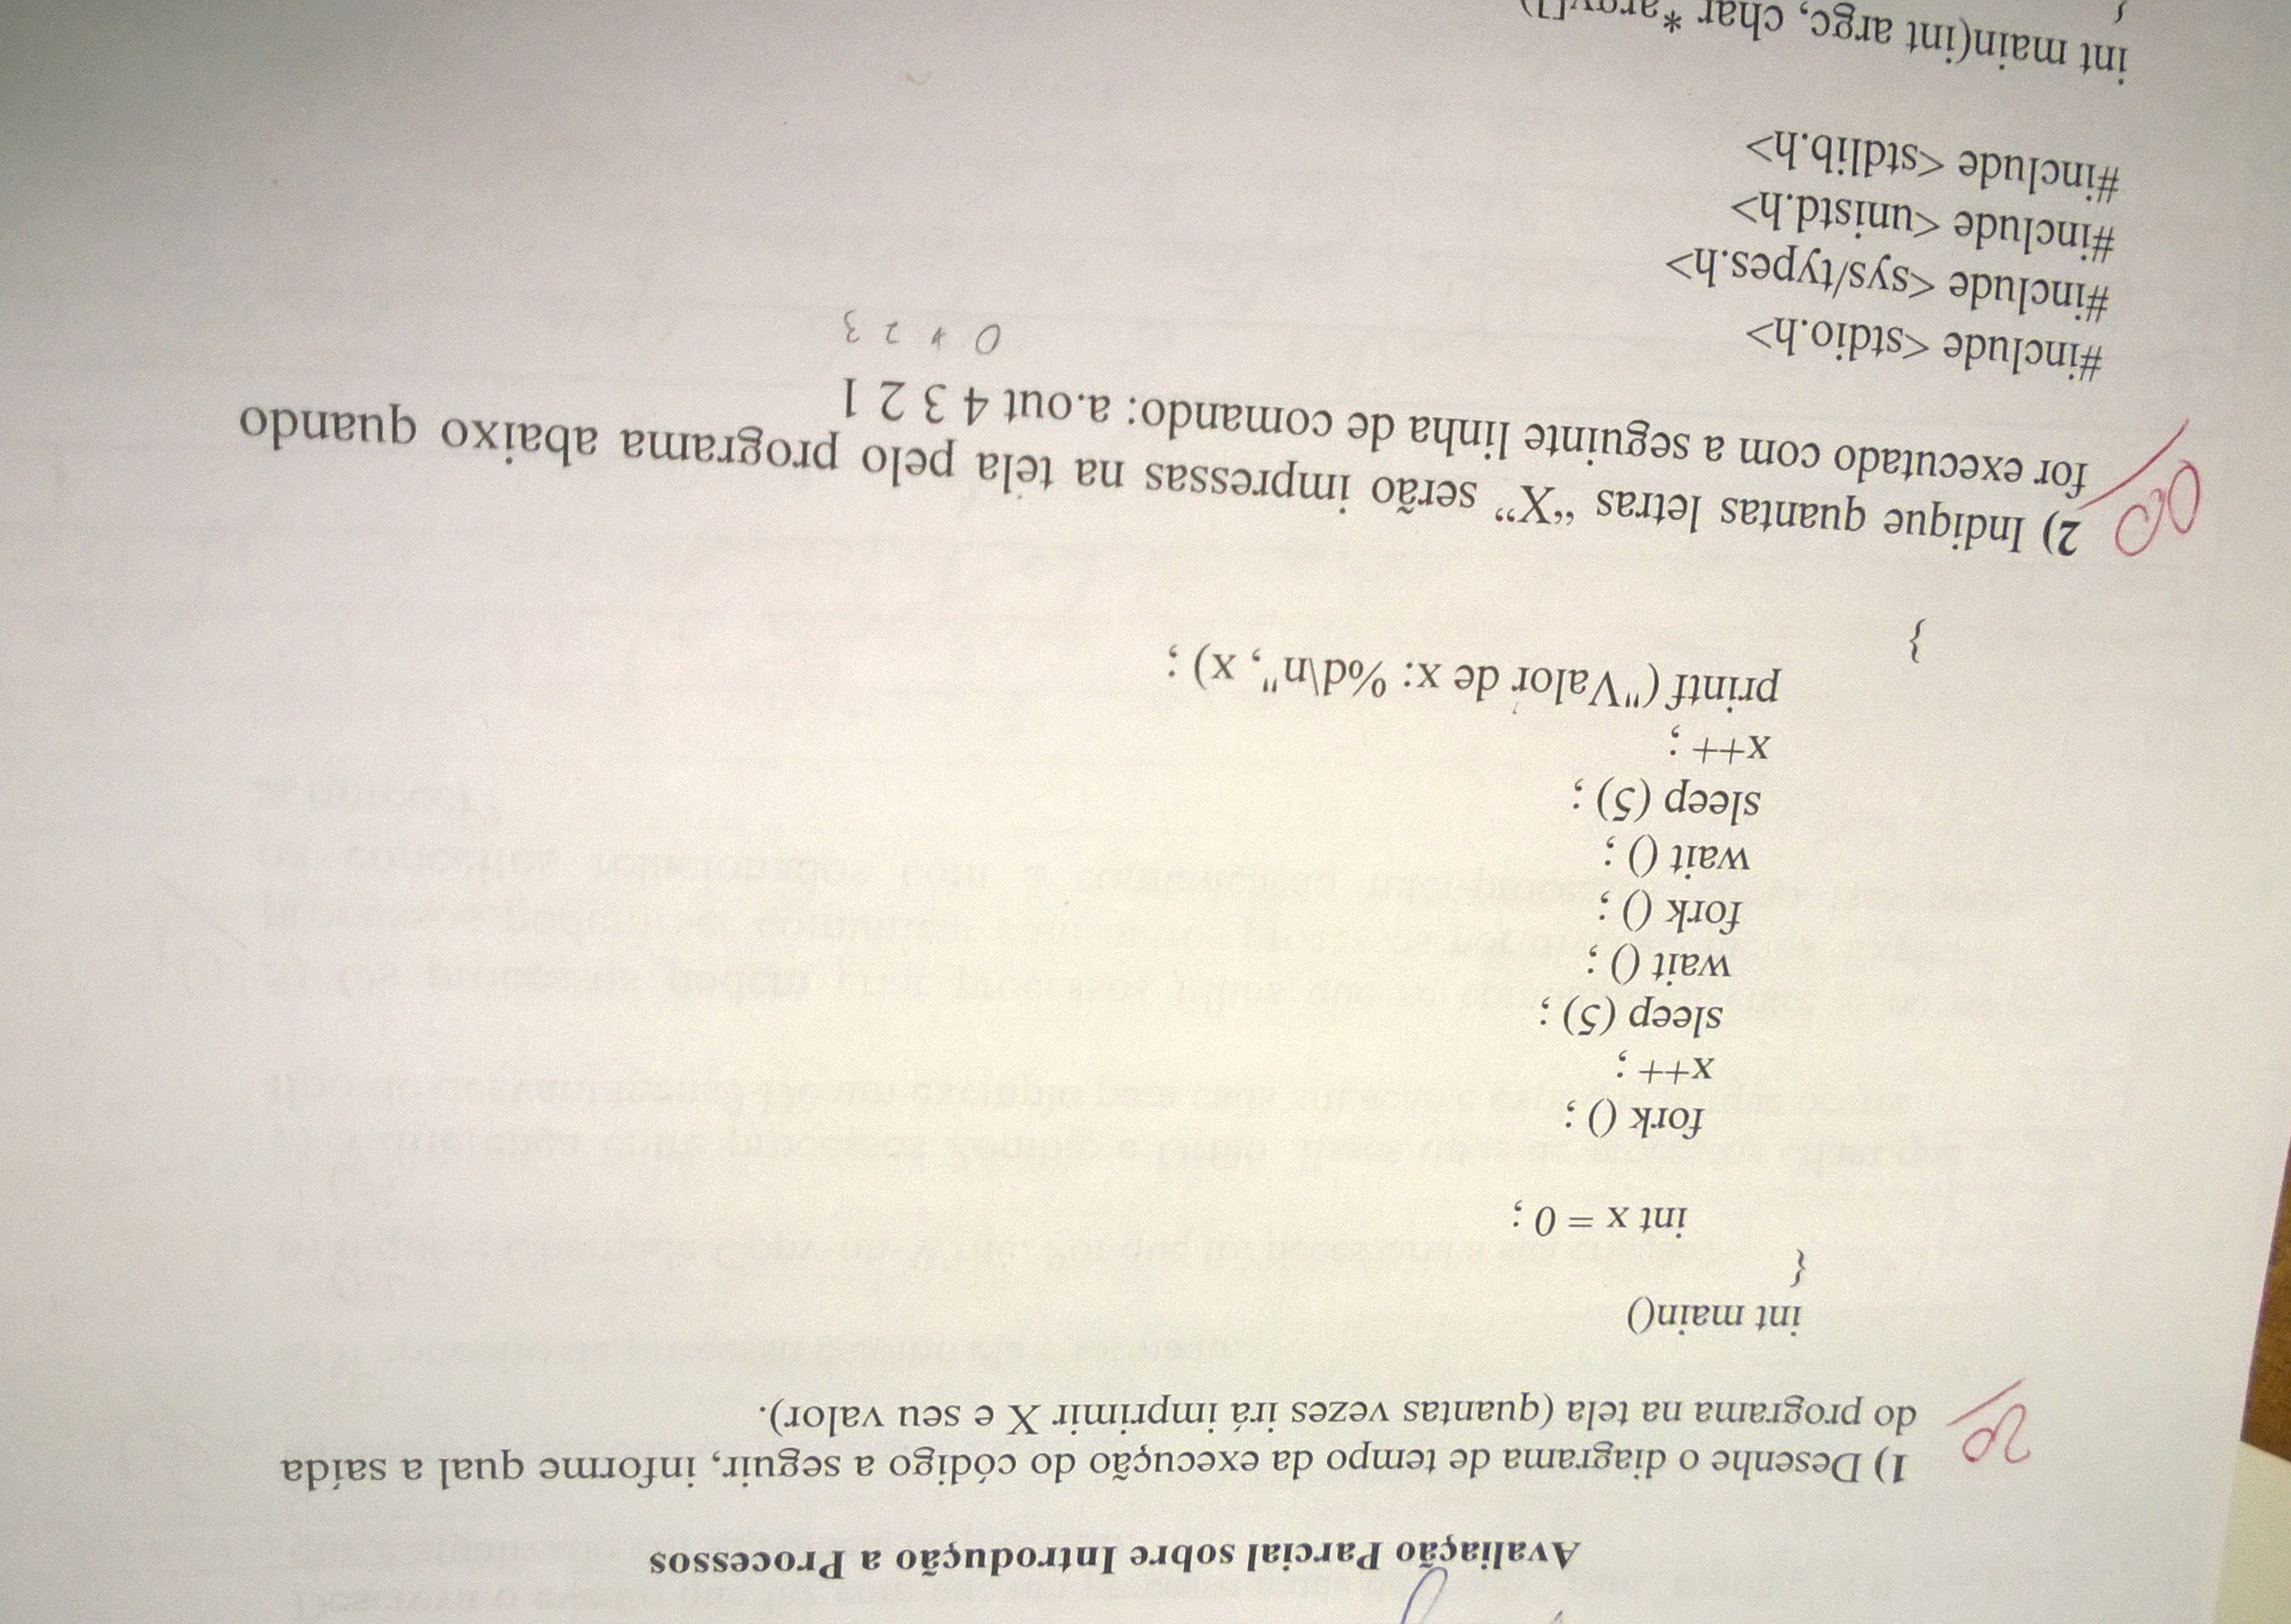 Avaliação Parcial sobre Introdução a Processos
20
1) Desenhe o diagrama de tempo da execução do código a seguir, informe qual a saída
do programa na tela (quantas vezes irá imprimir X e seu valor).
int main()
{
int x = 0 ;
fork () ;
x++ ;
sleep (5) ;
wait () ;
fork () ;
wait () ;
sleep (5) ;
x++ ;
printf ("Valor de x: %d\n", x) ;
}
2) Indique quantas letras “X” serão impressas na tela pelo programa abaixo quando
for executado com a seguinte linha de comando: a.out 4 3 2 1
0 2 3
#include <stdio.h>
#include <sys/types.h>
#include <unistd.h>
#include <stdlib.h>
int main(int argc, char *argv[])
{